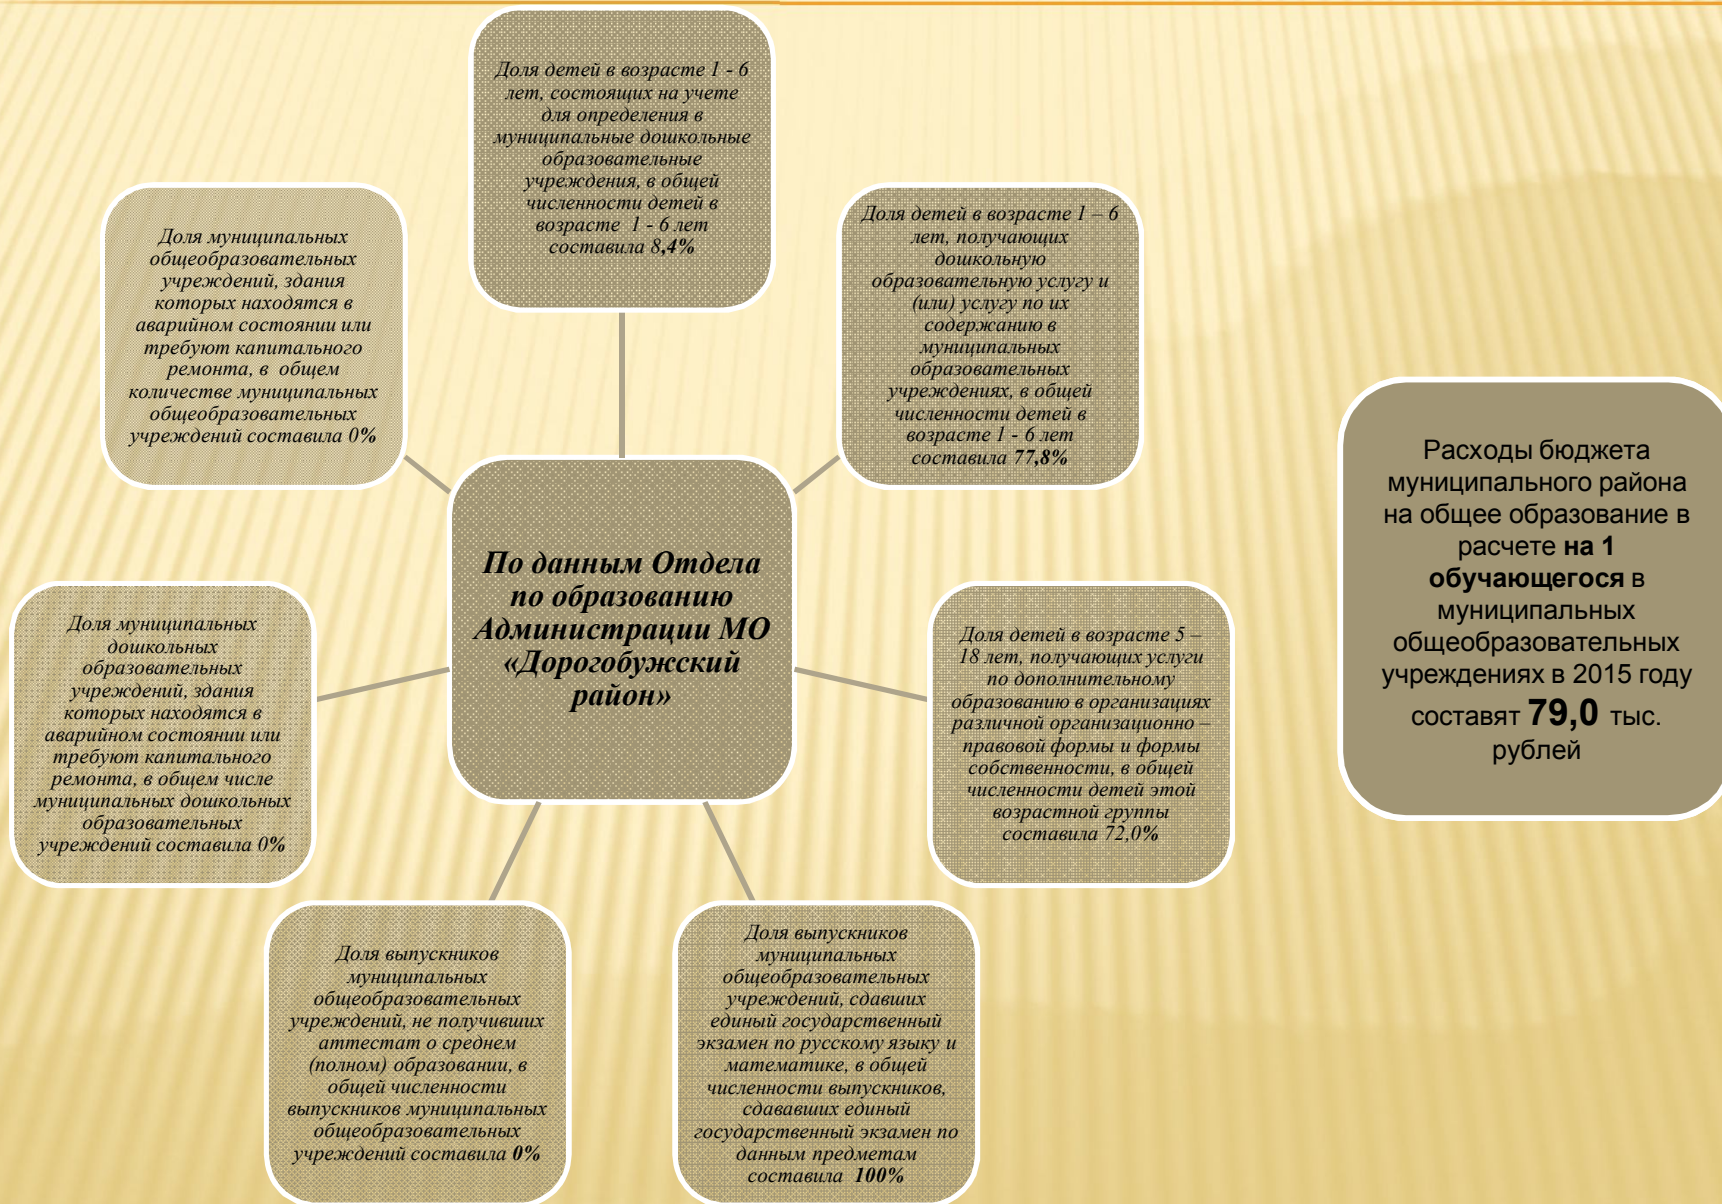 Доля детей в возрасте 1 - 6
лет, состоящих на учете
для определения в
муниципальные дошкольные
образовательные
учреждения, в общей
численности детей в
возрасте 1 - 6 лет
составила 8,4%
Доля муниципальных
общеобразовательных
учреждений, здания
которых находятся в
аварийном состоянии или
требуют капитального
ремонта, в общем
количестве муниципальных
общеобразовательных
учреждений составила 0%
Доля детей в возрасте 1 – 6
лет, получающих
дошкольную
образовательную услугу и
(или) услугу по их
содержанию в
муниципальных
образовательных
учреждениях, в общей
численности детей в
возрасте 1 - 6 лет
составила 77,8%
По данным Отдела
по образованию
Администрации МО
«Дорогобужский
район»
Расходы бюджета
муниципального района
на общее образование в
расчете на 1
обучающегося в
муниципальных
общеобразовательных
учреждениях в 2015 году
составят 79,0 тыс.
рублей
Доля муниципальных
дошкольных
образовательных
учреждений, здания
которых находятся в
аварийном состоянии или
требуют капитального
ремонта, в общем числе
муниципальных дошкольных
образовательных
учреждений составила 0%
Доля детей в возрасте 5 –
18 лет, получающих услуги
по дополнительному
образованию в организациях
различной организационно –
правовой формы и формы
собственности, в общей
численности детей этой
возрастной группы
составила 72,0%
Доля выпускников
муниципальных
общеобразовательных
учреждений, не получивших
аттестат о среднем
(полном) образовании, в
общей численности
выпускников муниципальных
общеобразовательных
учреждений составила 0%
Доля выпускников
муниципальных
общеобразовательных
учреждений, сдавших
единый государственный
экзамен по русскому языку и
математике, в общей
численности выпускников,
сдававших единый
государственный экзамен по
данным предметам
составила 100%